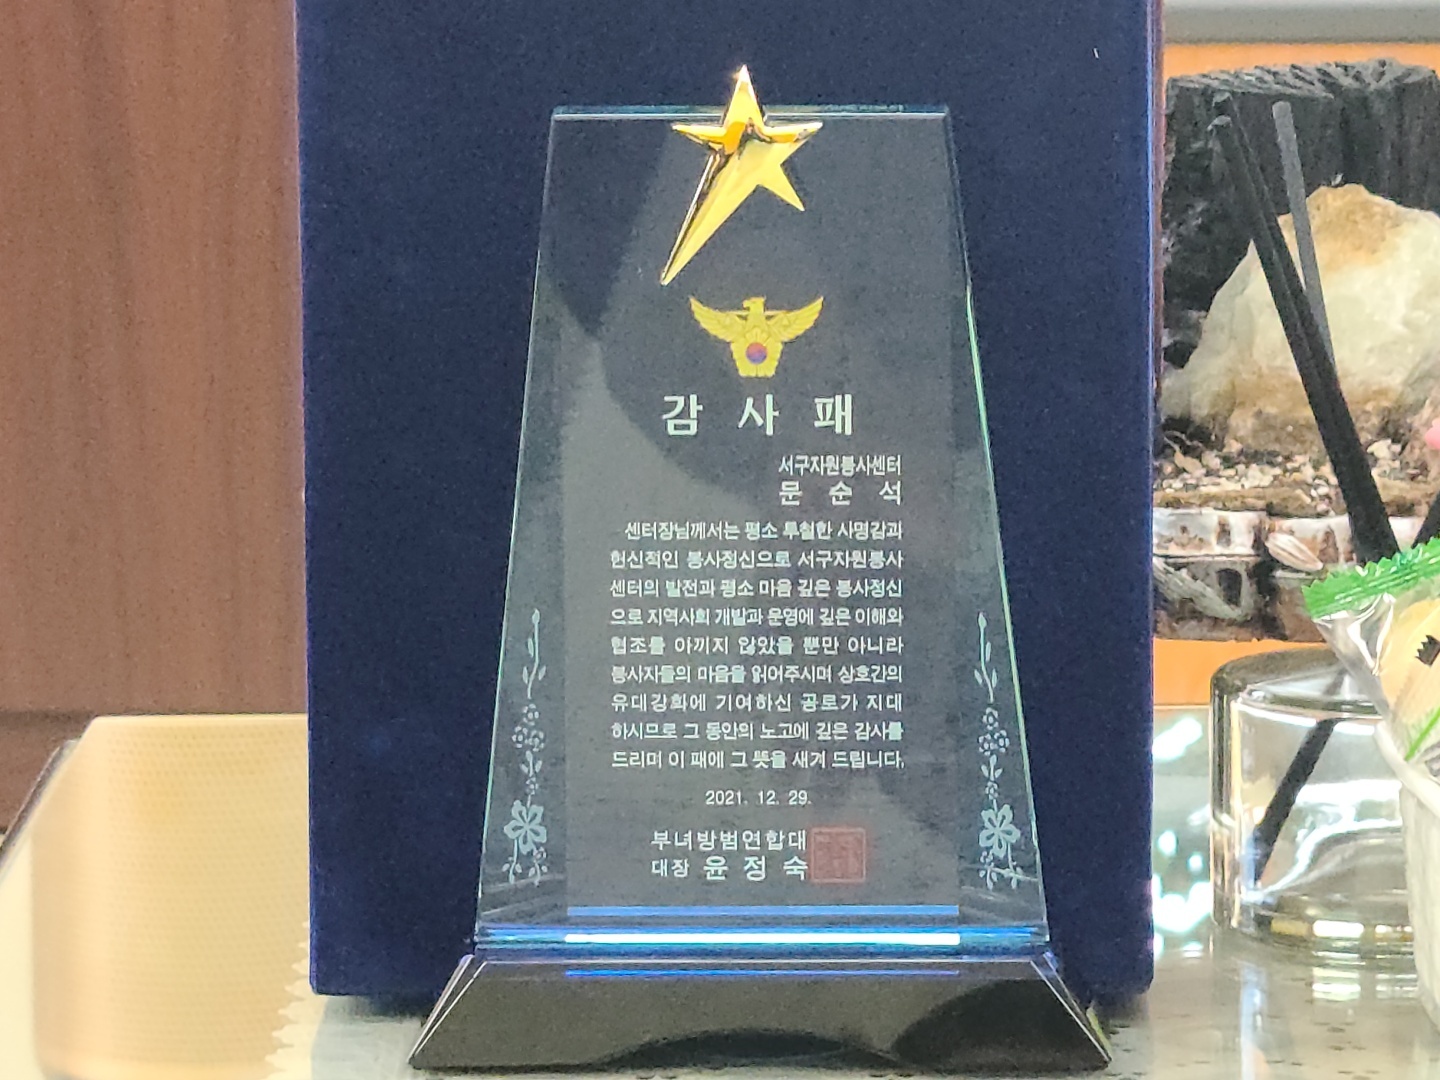 감 사 패
서구자원봉사센터
문 순 석
센터장님께서는 평소 투철한 사명감과
헌신적인 봉사정신으로 서구자원봉사
센터의 발전과 평소 마음 깊은 봉사정신
으로 지역사회 개발과 운영에 깊은 이해와
협조를 아끼지 않았을 뿐만 아니라
봉사자들의 마음을 읽어주시며 상호간의
유대강화에 기여하신 공로가 지대
하시므로 그 동안의 노고에 깊은 감사를
드리며 이 패에 그 뜻을 새겨 드립니다.
2021. 12. 29.
부녀방범연합대
대장 윤 정 숙